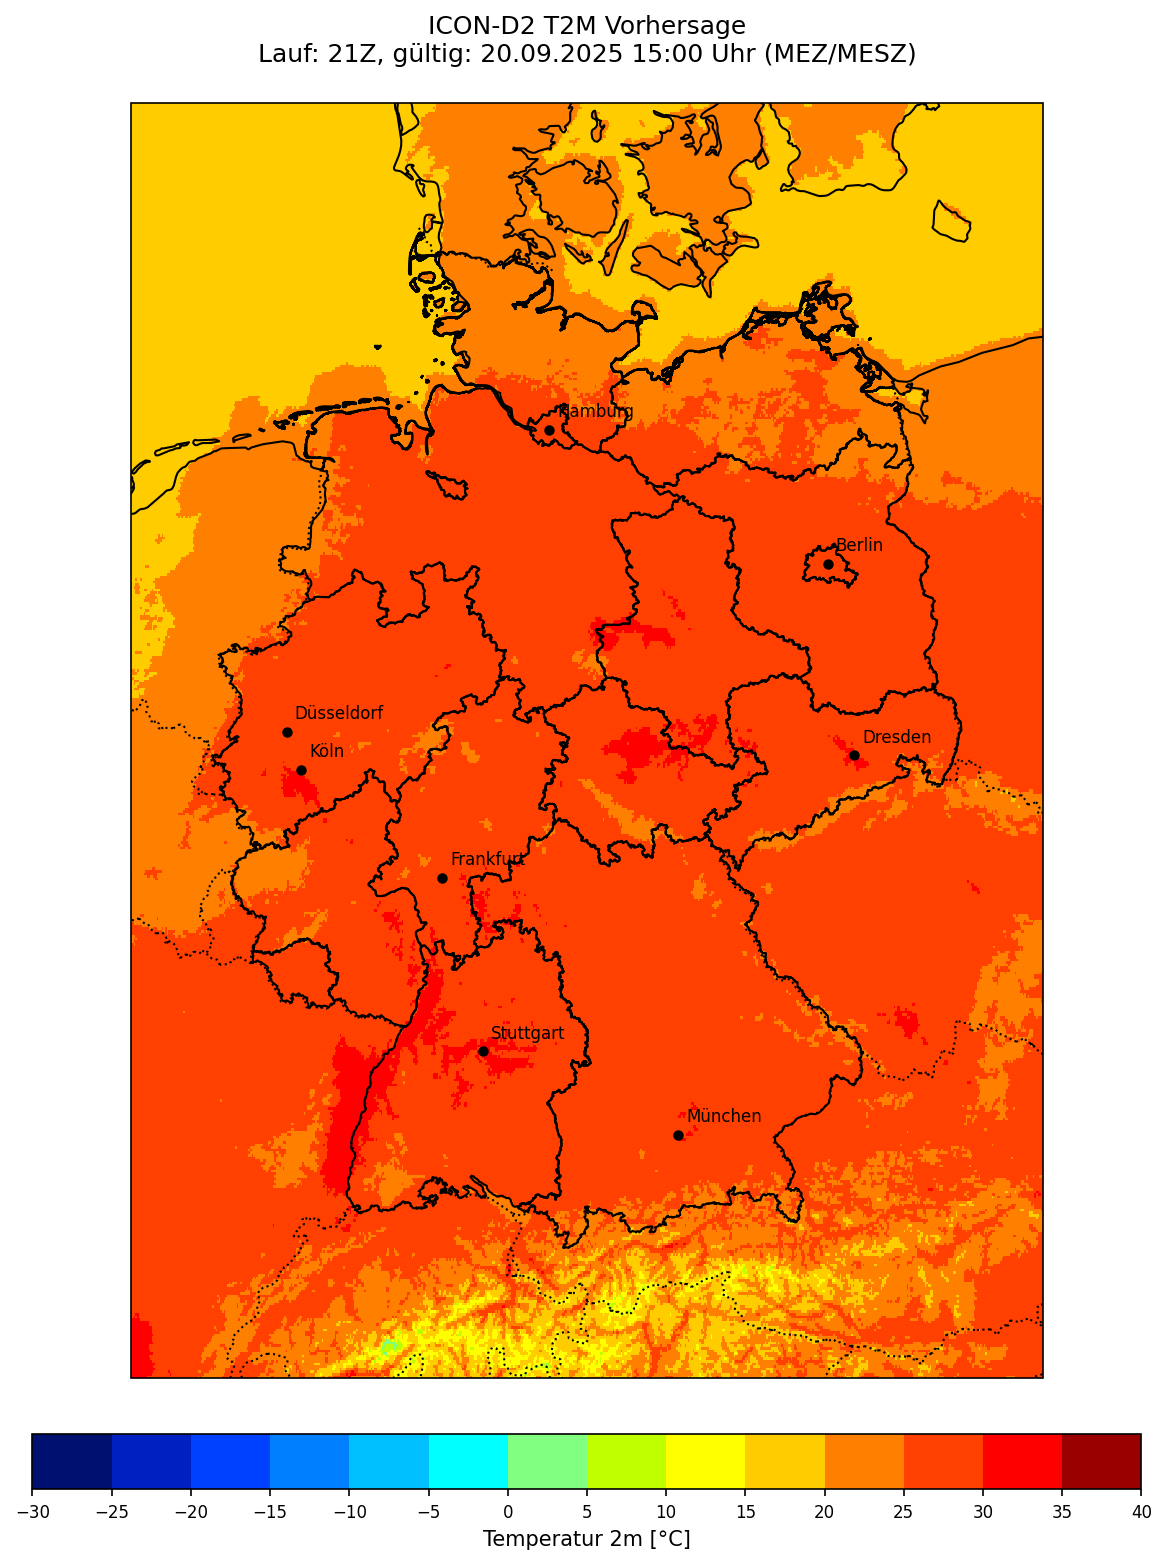 ICON-D2 T2M Vorhersage
Lauf: 21Z, gültig: 20.09.2025 15:00 Uhr (MEZ/MESZ)
Hamburg
Berlin
Düsseldorf
Dresden
Köln
Frankfurt
Stuttgart
München
−30 −25 −20 −15 −10 −5 0 5 10 15 20 25 30 35 40
Temperatur 2m [°C]